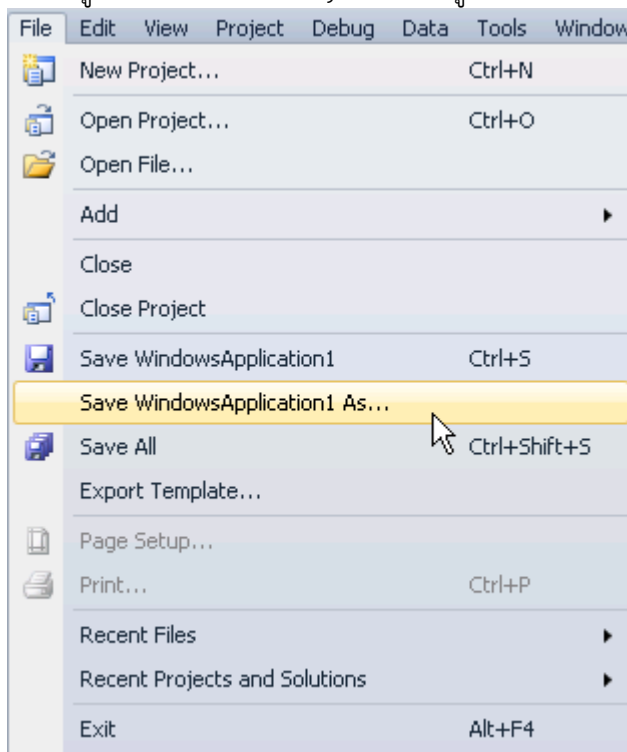 File Edit View Project Debug Data Tools Window
New Project... Ctrl+N
Open Project... Ctrl+O
Open File...
Add
Close
Close Project
Save WindowsApplication1 Ctrl+S
Save WindowsApplication1 As...
Save All Ctrl+Shift+S
Export Template...
Page Setup...
Print... Ctrl+P
Recent Files
Recent Projects and Solutions
Exit Alt+F4